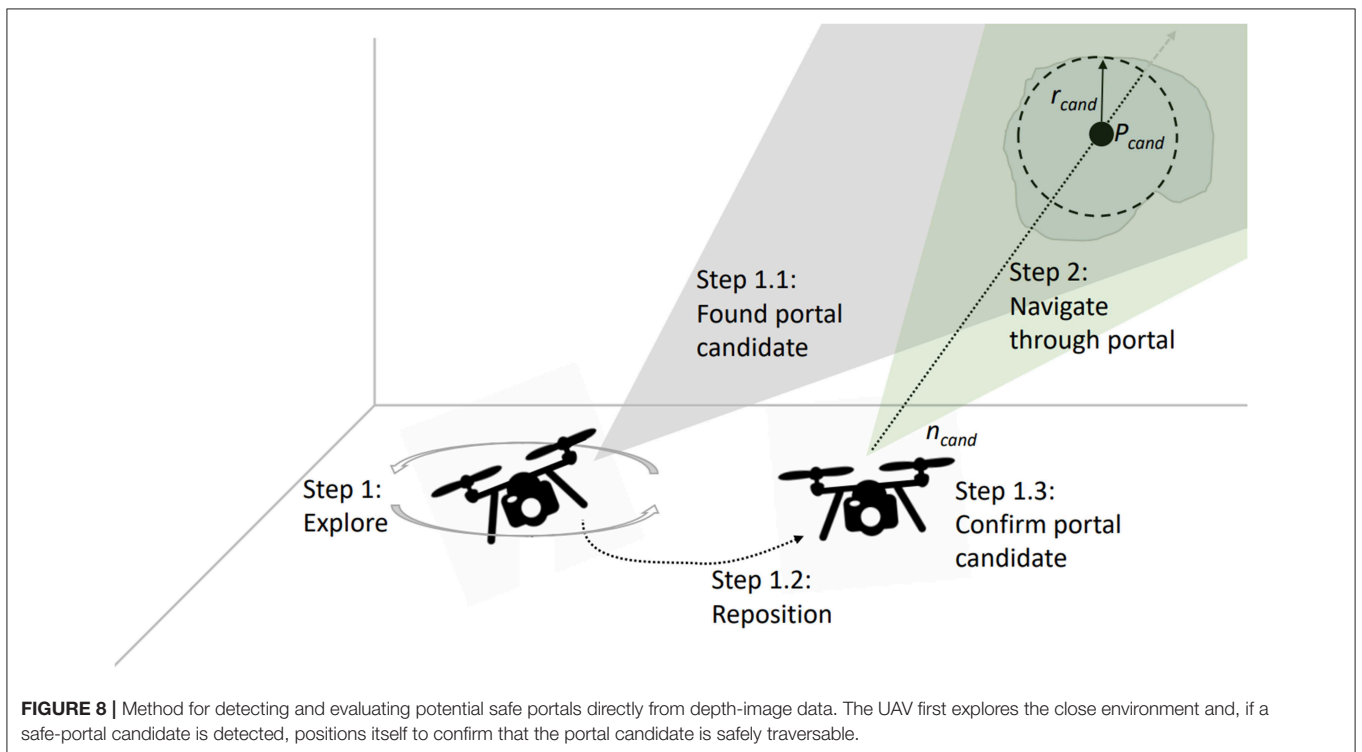 r_cand
P_cand
Step 1.1:
Found portal
candidate
Step 2:
Navigate
through portal
n_cand
Step 1:
Explore
Step 1.3:
Confirm portal
candidate
Step 1.2:
Reposition
FIGURE 8 | Method for detecting and evaluating potential safe portals directly from depth-image data. The UAV first explores the close environment and, if a
safe-portal candidate is detected, positions itself to confirm that the portal candidate is safely traversable.